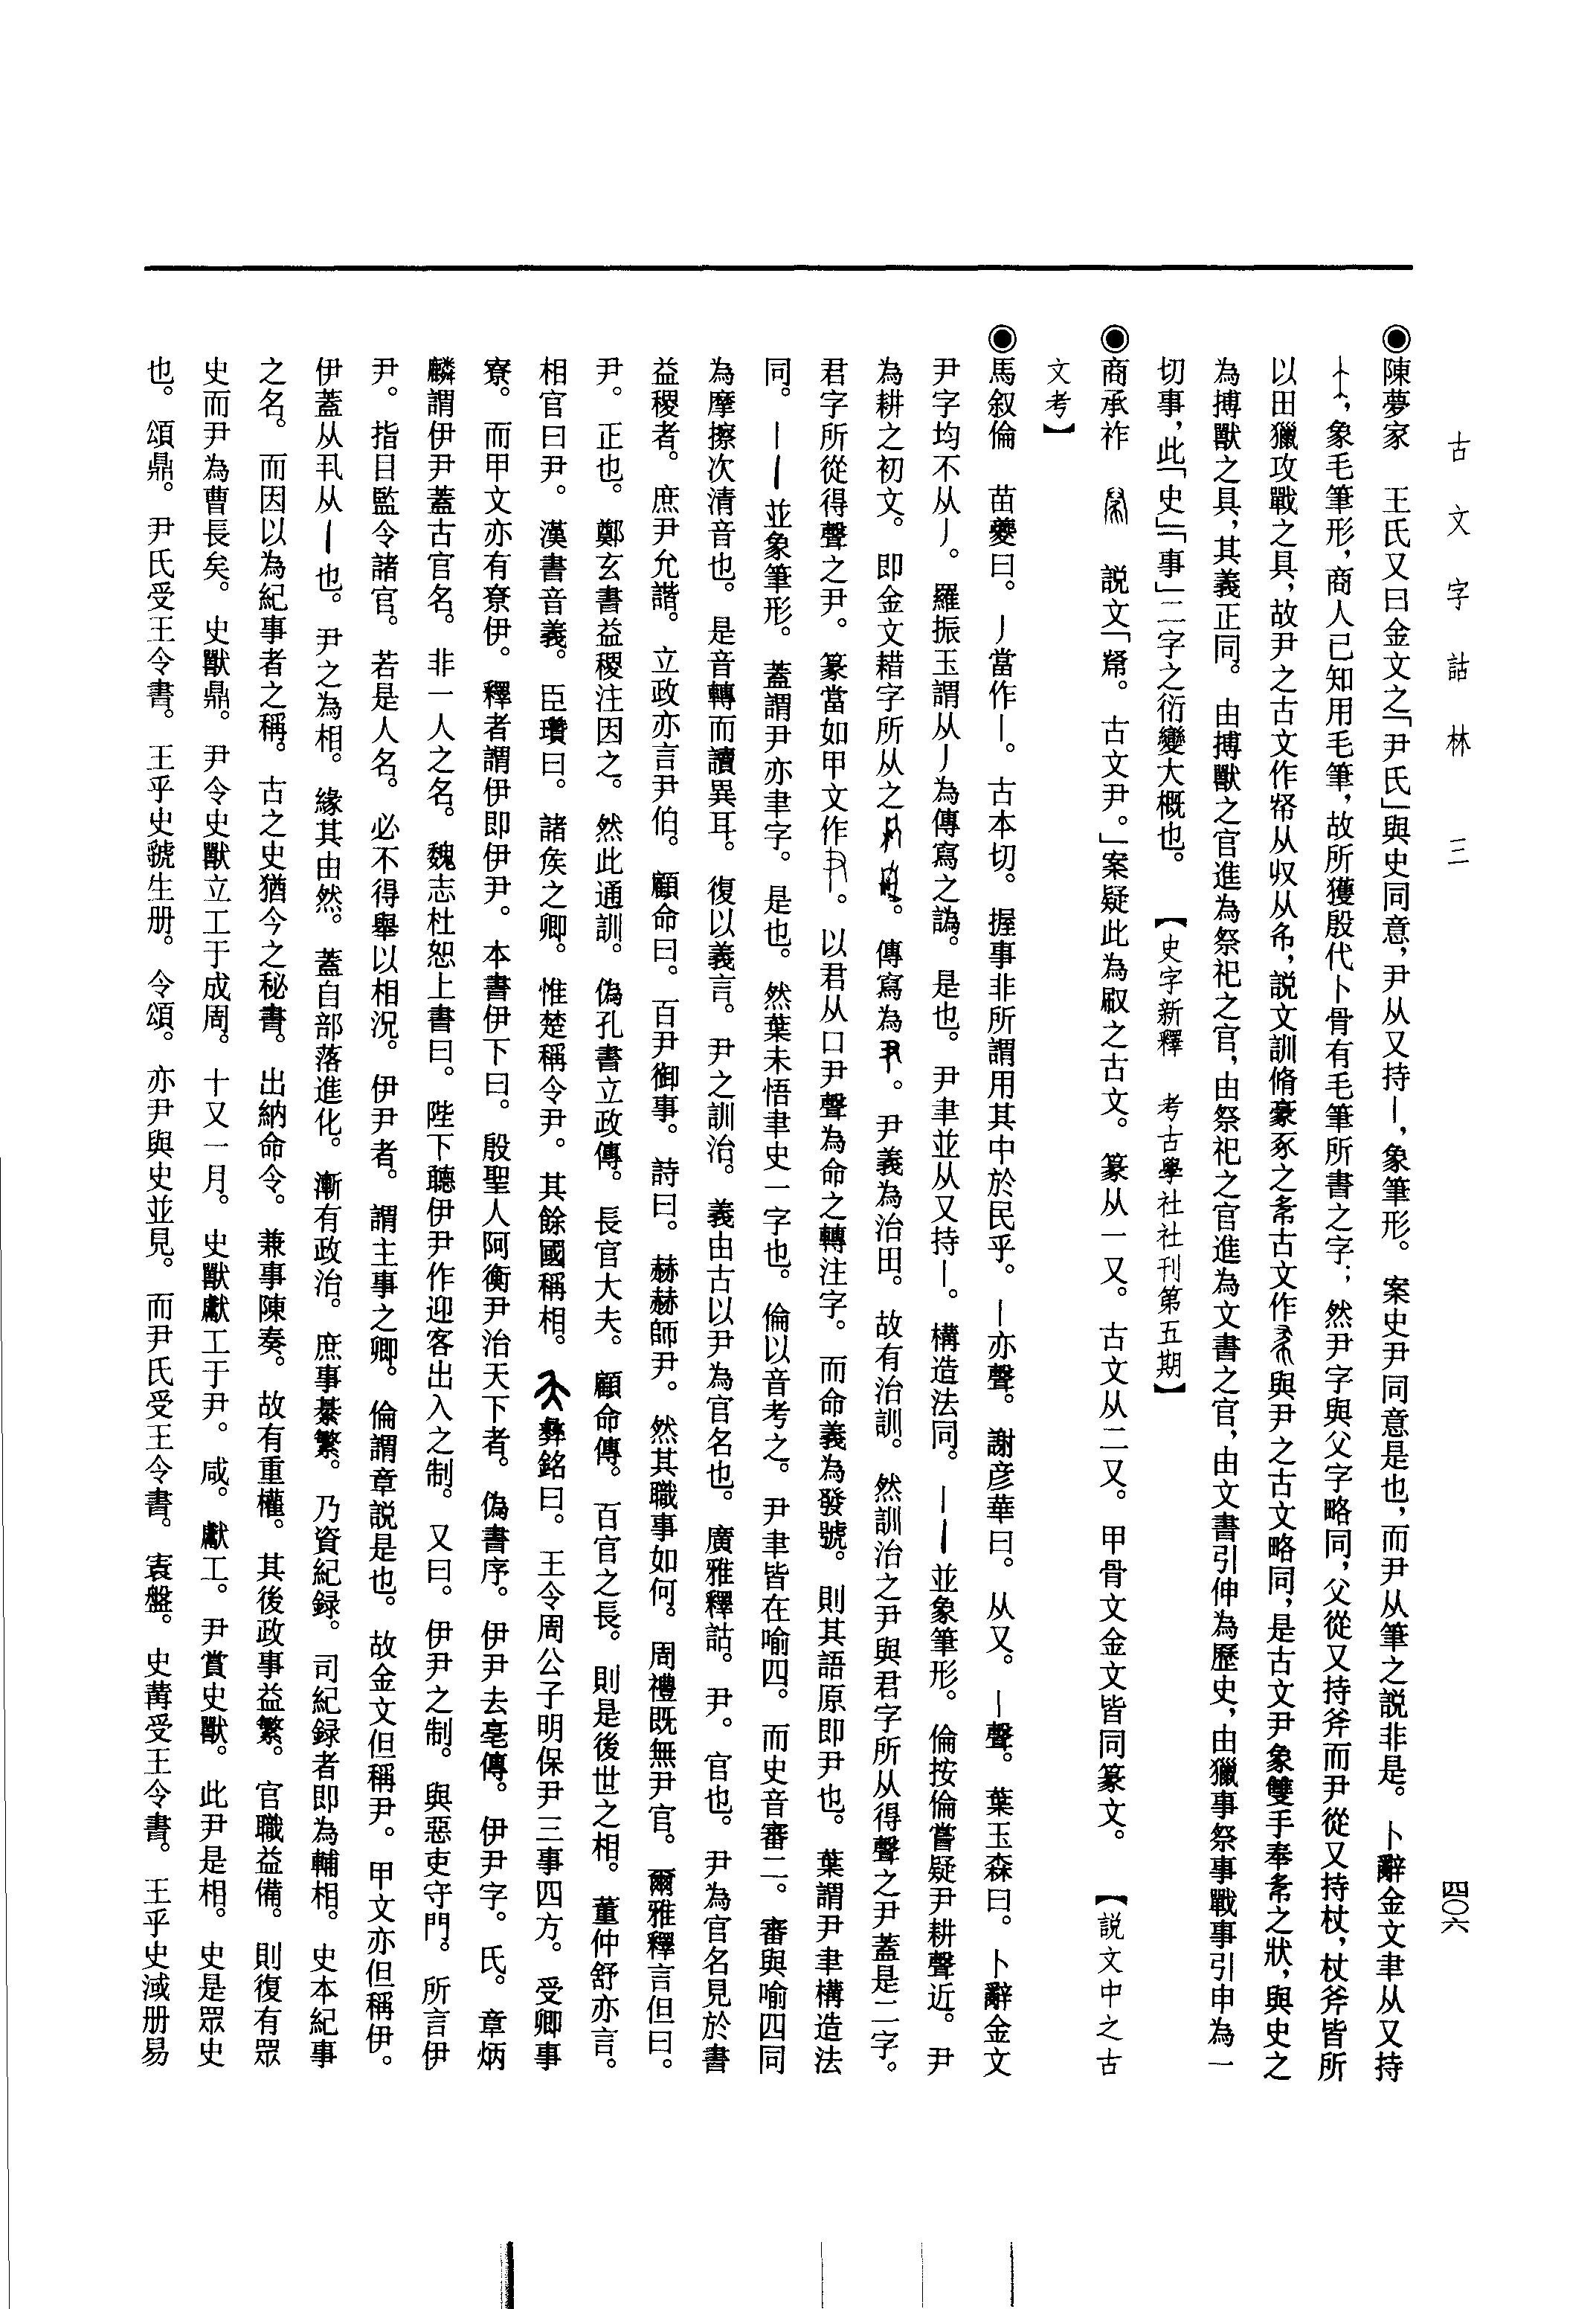 古文字詁林　三
四〇六
◉陳夢家　王氏又曰金文之「尹氏」與史同意，尹从又持丨，象筆形。案史尹同意是也，而尹从筆之説非是。卜辭金文聿从又持
，象毛筆形，商人已知用毛筆，故所獲殷代卜骨有毛筆所書之字；然尹字與父字略同，父從又持斧而尹從又持杖，杖斧皆所
以田獵攻戰之具，故尹之古文作帬从収从，説文訓脩豪豕之㣇古文作與尹之古文略同，是古文尹象雙手奉㣇之狀，與史之
為搏獸之具，其義正同。由搏獸之官進為祭祀之官，由祭祀之官進為文書之官，由文書引伸為歷史，由獵事祭事戰事引申為一
切事，此「史」「事」二字之衍變大概也。【史字新釋　考古學社社刊第五期】
◉商承祚　　説文「。古文尹。」案疑此為㕞之古文。篆从一又。古文从二又。甲骨文金文皆同篆文。【説文中之古
文考】
◉馬叙倫　苗夔曰。丿當作丨。古本切。握事非所謂用其中於民乎。丨亦聲。謝彦華曰。从又。丨聲。葉玉森曰。卜辭金文
尹字均不从丿。羅振玉謂从丿為傳寫之譌。是也。尹聿並从又持丨。構造法同。丨丨並象筆形。倫按倫嘗疑尹耕聲近。尹
為耕之初文。即金文耤字所从之。傳寫為。尹義為治田。故有治訓。然訓治之尹與君字所从得聲之尹蓋是二字。
君字所從得聲之尹。篆當如甲文作。以君从口尹聲為命之轉注字。而命義為發號。則其語原即尹也。葉謂尹聿構造法
同。丨丨並象筆形。蓋謂尹亦聿字。是也。然葉未悟聿史一字也。倫以音考之。尹聿皆在喻四。而史音審二。審與喻四同
為摩擦次清音也。是音轉而讀異耳。復以義言。尹之訓治。義由古以尹為官名也。廣雅釋詁。尹。官也。尹為官名見於書
益稷者。庶尹允諧。立政亦言尹伯。顧命曰。百尹御事。詩曰。赫赫師尹。然其職事如何。周禮既無尹官。爾雅釋言但曰。
尹。正也。鄭玄書益稷注因之。然此通訓。偽孔書立政傳。長官大夫。顧命傳。百官之長。則是後世之相。董仲舒亦言。
相官曰尹。漢書音義。臣瓚曰。諸矦之卿。惟楚稱令尹。其餘國稱相。彝銘曰。王令周公子明保尹三事四方。受卿事
寮。而甲文亦有尞伊。釋者謂伊即伊尹。本書伊下曰。殷聖人阿衡尹治天下者。偽書序。伊尹去亳傳。伊尹字。氏。章炳
麟謂伊尹蓋古官名。非一人之名。魏志杜恕上書曰。陛下聽伊尹作迎客出入之制。又曰。伊尹之制。與惡吏守門。所言伊
尹。指目監令諸官。若是人名。必不得舉以相況。伊尹者。謂主事之卿。倫謂章説是也。故金文但稱尹。甲文亦但稱伊。
伊蓋从丮从丨也。尹之為相。緣其由然。蓋自部落進化。漸有政治。庶事棊繁。乃資紀録。司紀録者即為輔相。史本紀事
之名。而因以為紀事者之稱。古之史猶今之秘書。出納命令。兼事陳奏。故有重權。其後政事益繁。官職益備。則復有眾
史而尹為曹長矣。史獸鼎。尹令史獸立工于成周。十又一月。史獸獻工于尹。咸。獻工。尹賞史獸。此尹是相。史是眾史
也。頌鼎。尹氏受王令書。王乎史虢生册。令頌。亦尹與史並見。而尹氏受王令書。袁盤。史冓受王令書。王乎史淢册易